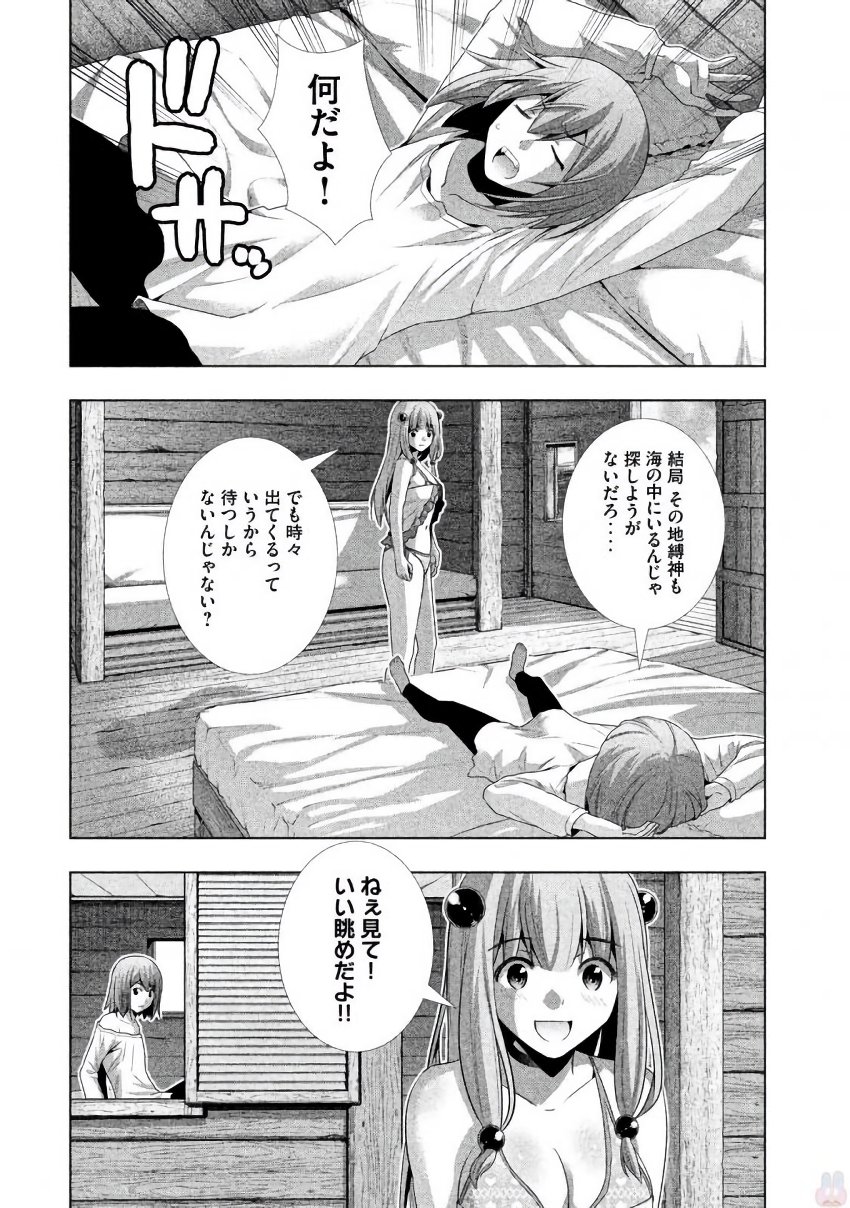 何だよ！
ドザッ
結局 その地縛神も
海の中にいるんじゃ
探しようが
ないだろ････
でも時々
出てくるって
いうから
待つしか
ないんじゃない？
ねぇ見て！
いい眺めだよ!!